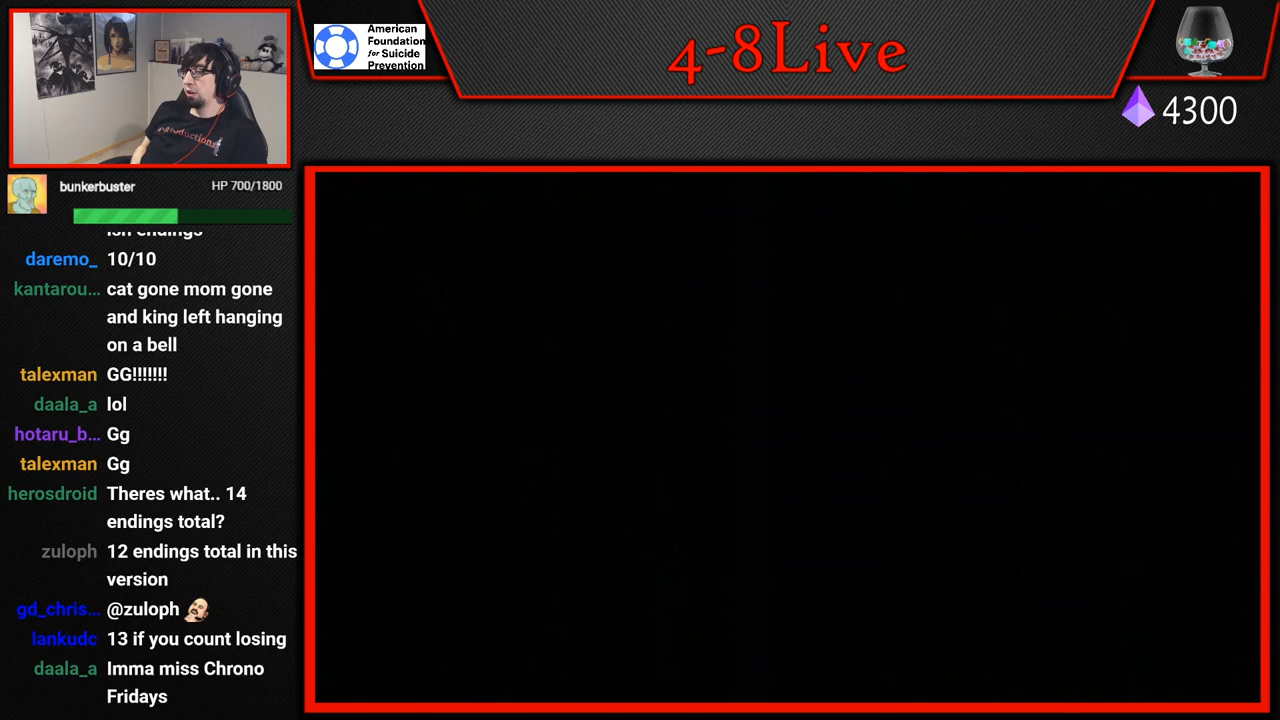 American
Foundation
for Suicide
Prevention
4-8Live
4300
bunkerbuster
HP 700/1800
ish endings
daremo_ 10/10
kantarou... cat gone mom gone
and king left hanging
on a bell
talexman GG!!!!!!!
daala_a lol
hotaru_b... Gg
talexman Gg
herosdroid Theres what.. 14
endings total?
zuloph 12 endings total in this
version
gd_chris... @zuloph
lankudc 13 if you count losing
daala_a Imma miss Chrono
Fridays